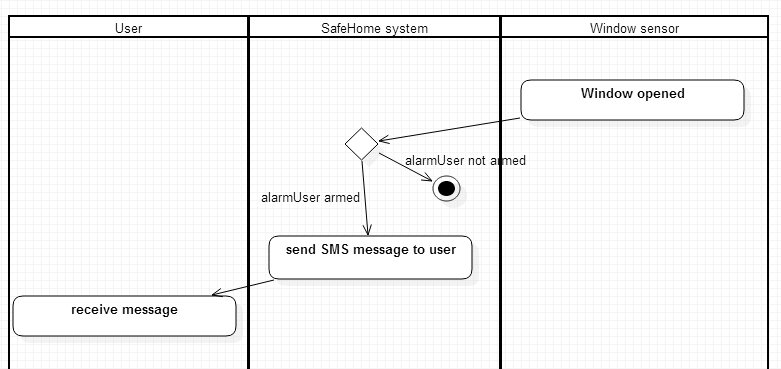 User
SafeHome system
Window sensor
Window opened
alarmUser not armed
alarmUser armed
send SMS message to user
receive message